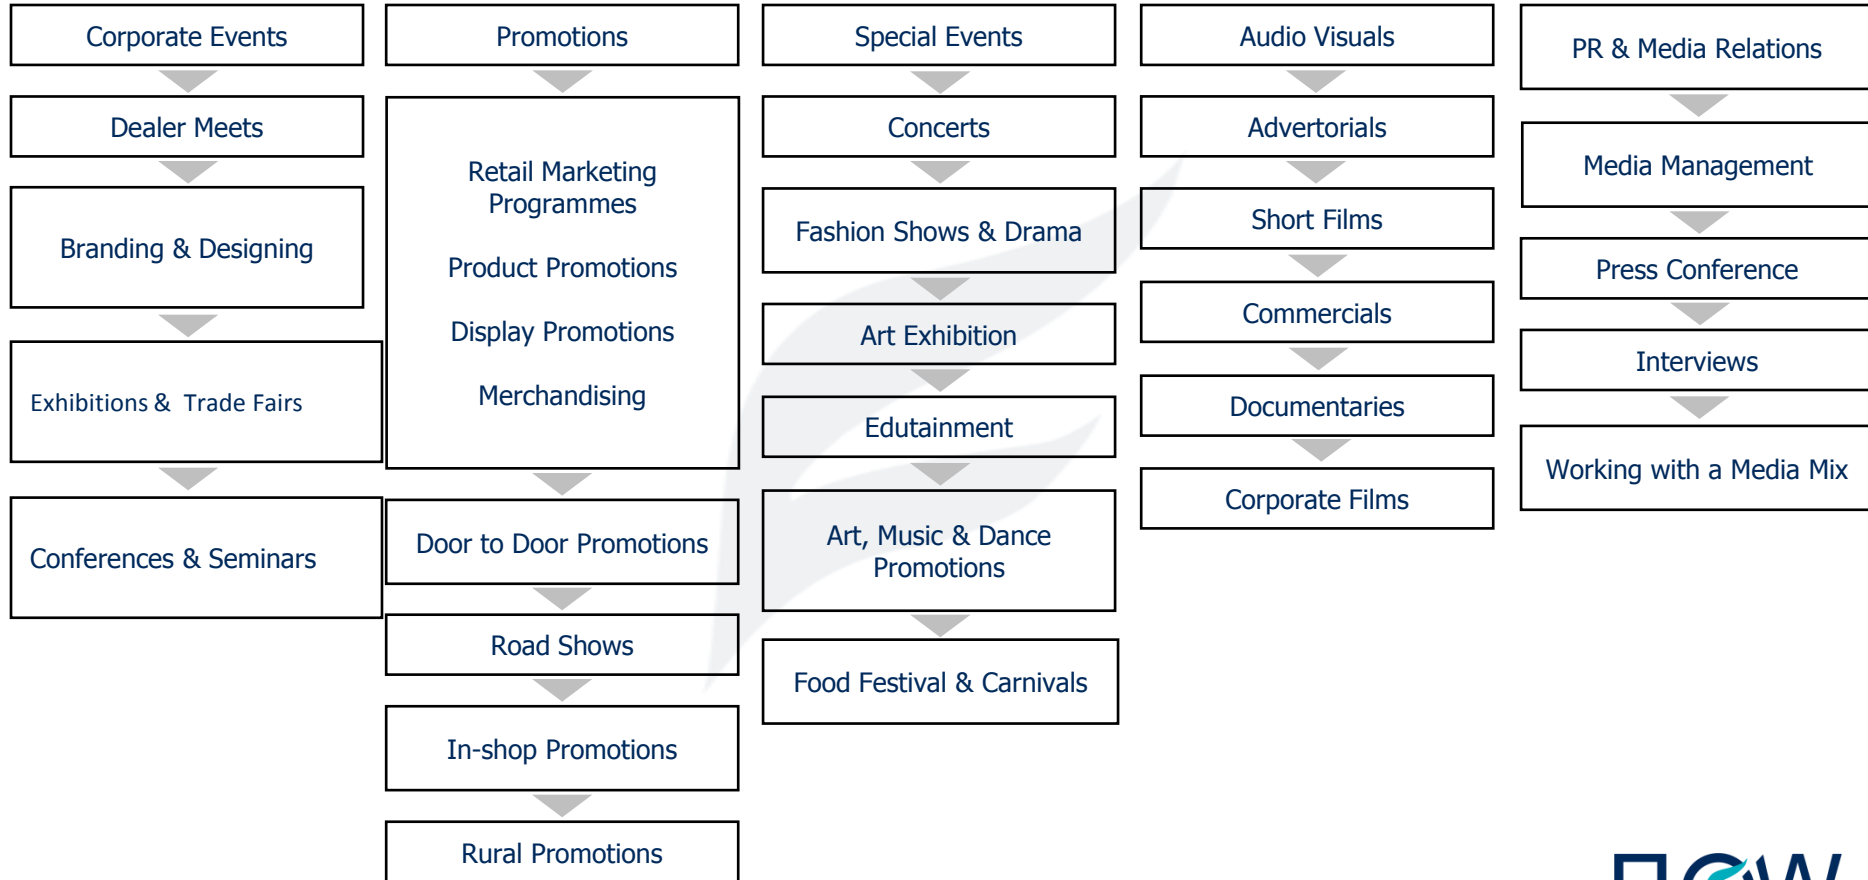 Corporate Events
Dealer Meets
Branding & Designing
Exhibitions &  Trade Fairs
Conferences & Seminars
Promotions
Retail Marketing
Programmes
Product Promotions
Display Promotions
Merchandising
Door to Door Promotions
Road Shows
In-shop Promotions
Rural Promotions
Special Events
Concerts
Fashion Shows & Drama
Art Exhibition
Edutainment
Art, Music & Dance
Promotions
Food Festival & Carnivals
Audio Visuals
Advertorials
Short Films
Commercials
Documentaries
Corporate Films
PR & Media Relations
Media Management
Press Conference
Interviews
Working with a Media Mix